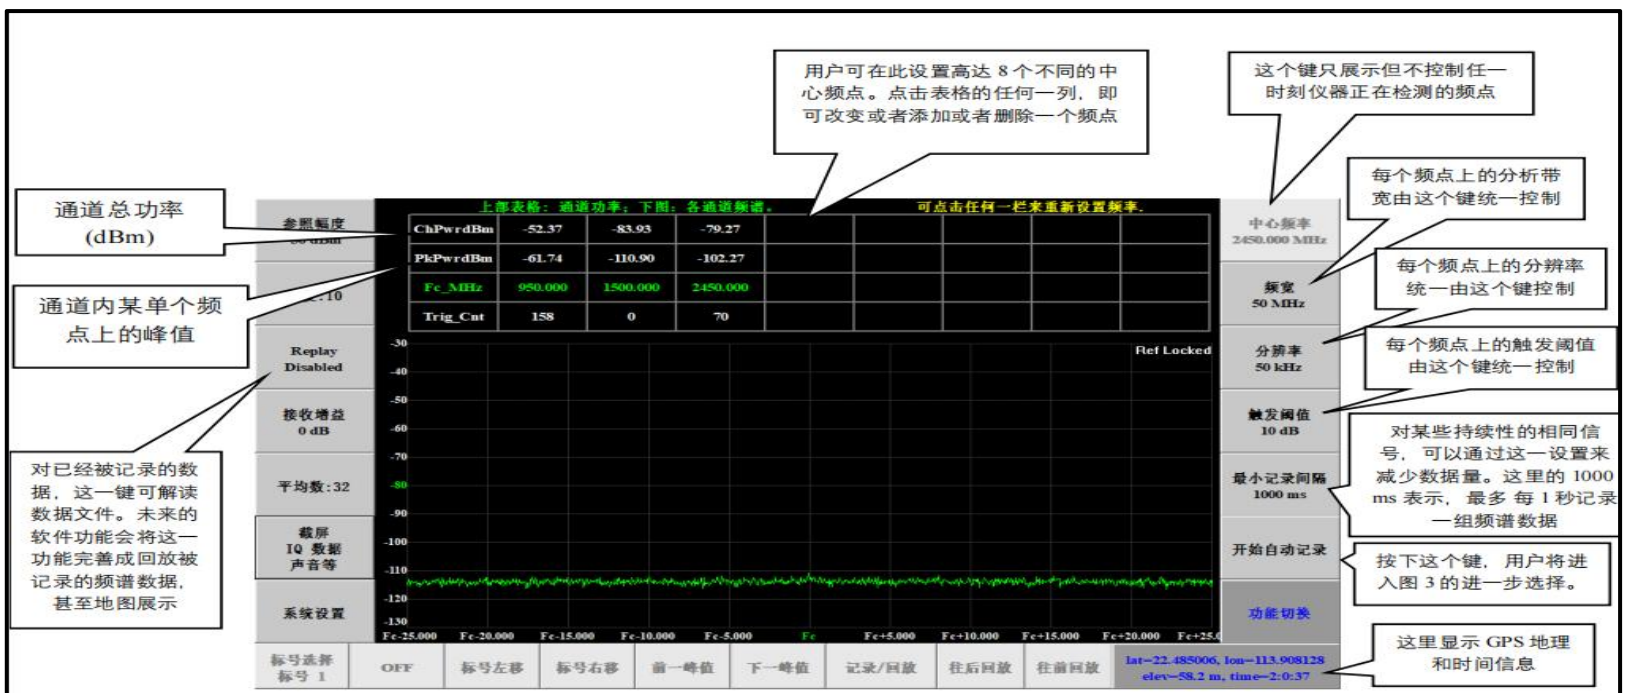 用户可在此设置高达 8 个不同的中
心频点。点击表格的任何一列，即
可改变或者添加或者删除一个频点
这个键只展示但不控制任一
时刻仪器正在检测的频点
每个频点上的分析带
宽由这个键统一控制
通道总功率
(dBm)
每个频点上的分辨率
统一由这个键控制
通道内某单个频
点上的峰值
每个频点上的触发阈值
由这个键统一控制
对已经被记录的数
据，这一键可解读
数据文件。未来的
软件功能会将这一
功能完善成回放被
记录的频谱数据，
甚至地图展示
对某些持续性的相同信
号，可以通过这一设置来
减少数据量。这里的 1000
ms 表示，最多 每 1 秒记录
一组频谱数据
按下这个键，用户将进
入图 3 的进一步选择。
这里显示 GPS 地理
和时间信息
上部表格：通道功率；下图：各通道频谱。
可点击任何一栏来重新设置频率.
ChPwrdBm -52.37 -83.93 -79.27
PkPwrdBm -61.74 -110.90 -102.27
Fc_MHz 950.000 1500.000 2450.000
Trig_Cnt 158 0 70
参照幅度
:10
Replay
Disabled
接收增益
0 dB
平均数:32
截屏
IQ 数据
声音等
系统设置
Ref Locked
-30
-40
-50
-60
-70
-80
-90
-100
-110
-120
-130
Fc-25.000 Fc-20.000 Fc-15.000 Fc-10.000 Fc-5.000 Fc Fc+5.000 Fc+10.000 Fc+15.000 Fc+20.000 Fc+25.0
中心频率
2450.000 MHz
频宽
50 MHz
分辨率
50 kHz
触发阈值
10 dB
最小记录间隔
1000 ms
开始自动记录
功能切换
标号选择
标号 1
OFF
标号左移
标号右移
前一峰值
下一峰值
记录/回放
往后回放
往前回放
lat=22.485006, lon=113.908128
elev=58.2 m, time=2:0:37